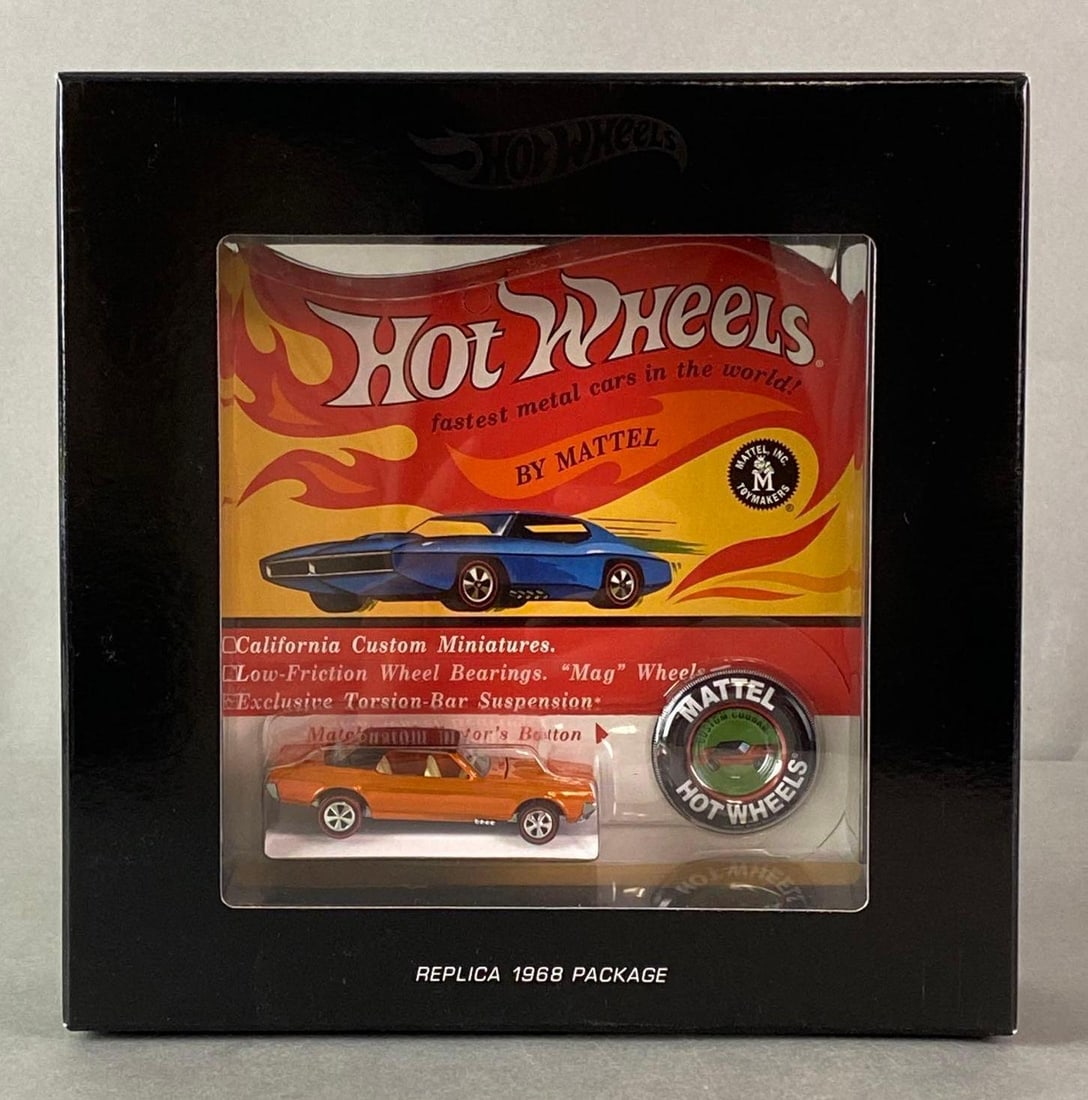 Hot Wheels
Hot Wheels®
fastest metal cars in the world!
BY MATTEL
MATTEL, INC.
M
TOYMAKERS®
California Custom Miniatures.
Low-Friction Wheel Bearings. "Mag" Wheels
Exclusive Torsion-Bar Suspension
Button
MATTEL
CUSTOM COUGAR
HOT WHEELS®
REPLICA 1968 PACKAGE